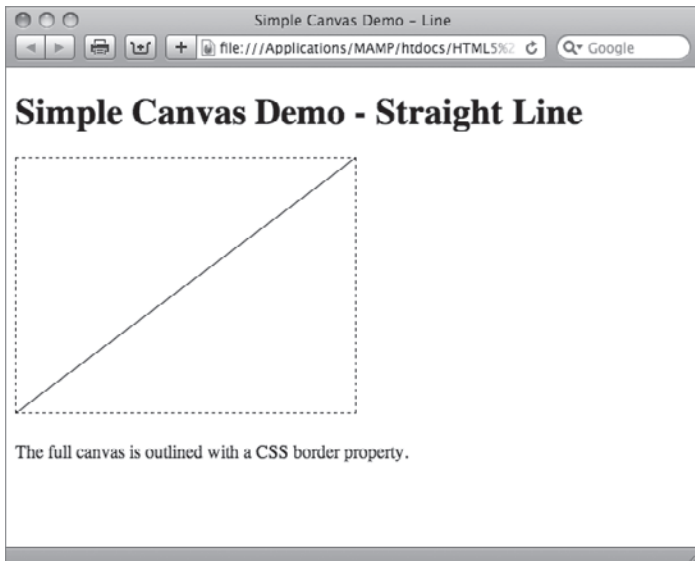 Simple Canvas Demo – Line
file:///Applications/MAMP/htdocs/HTML5%2
Google
Simple Canvas Demo - Straight Line
The full canvas is outlined with a CSS border property.